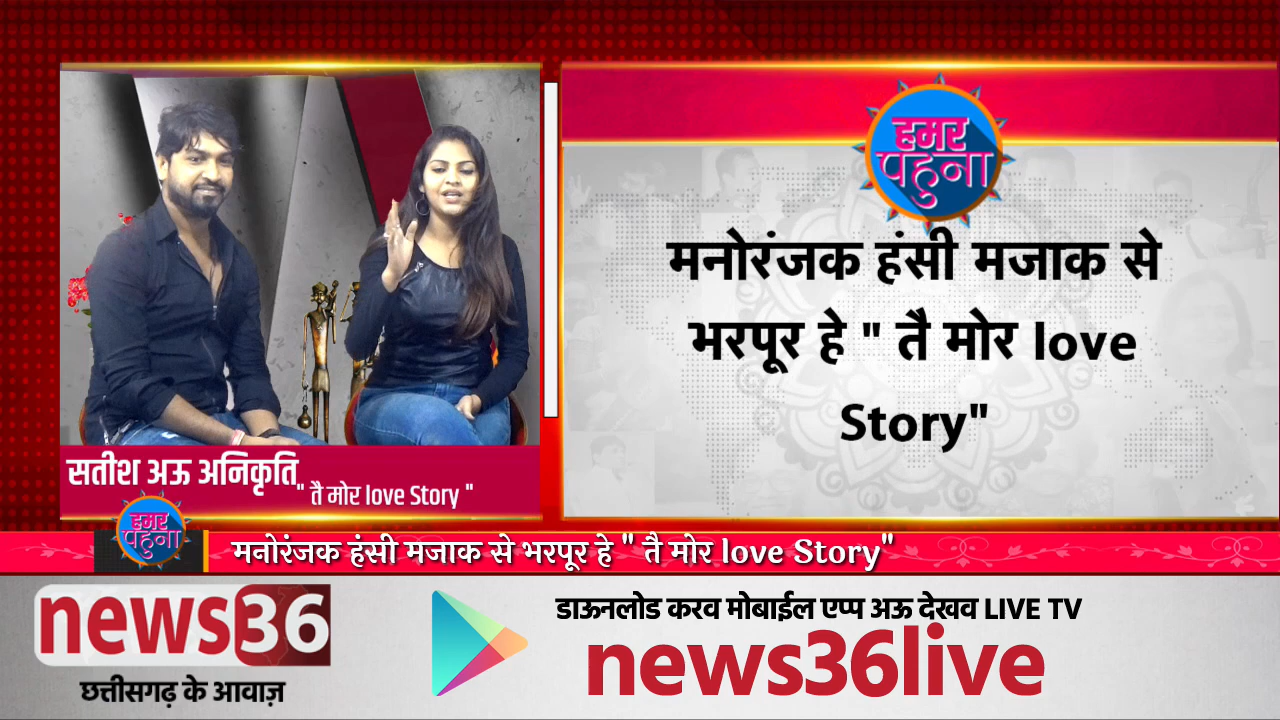 हमर
पहुना
मनोरंजक हंसी मजाक से
भरपूर हे " तै मोर love
Story"
सतीश अऊ अनिकृति
" तै मोर love Story "
हमर
पहुना
मनोरंजक हंसी मजाक से भरपूर हे " तै मोर love Story"
news36
छत्तीसगढ़ के आवाज़
डाऊनलोड करव मोबाईल एप्प अऊ देखव LIVE TV
news36live